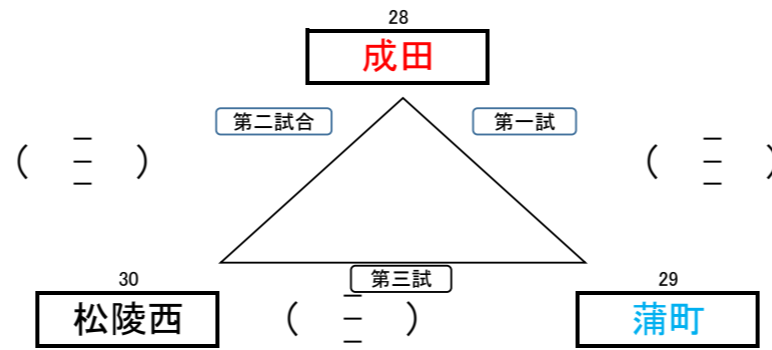 28
成田
第二試合
第一試
( － － － )
( － － － )
30
第三試
29
松陵西
( － － － )
蒲町